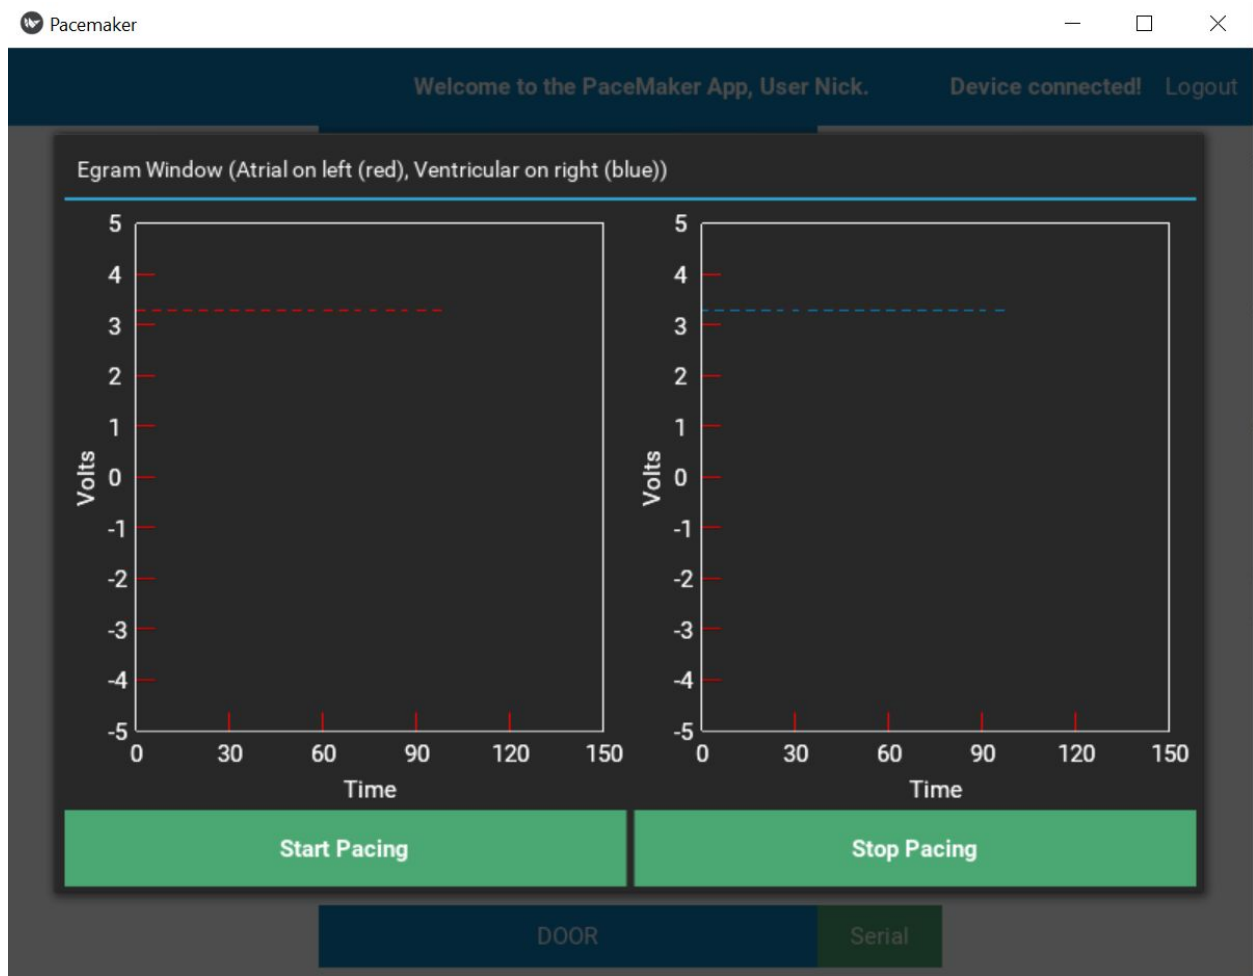 Pacemaker
Welcome to the PaceMaker App, User Nick.
Device connected!
Logout
Egram Window (Atrial on left (red), Ventricular on right (blue))
5
4
3
2
1
0
-1
-2
-3
-4
-5
Volts
0 30 60 90 120 150
Time
5
4
3
2
1
0
-1
-2
-3
-4
-5
Volts
0 30 60 90 120 150
Time
Start Pacing
Stop Pacing
DOOR
Serial